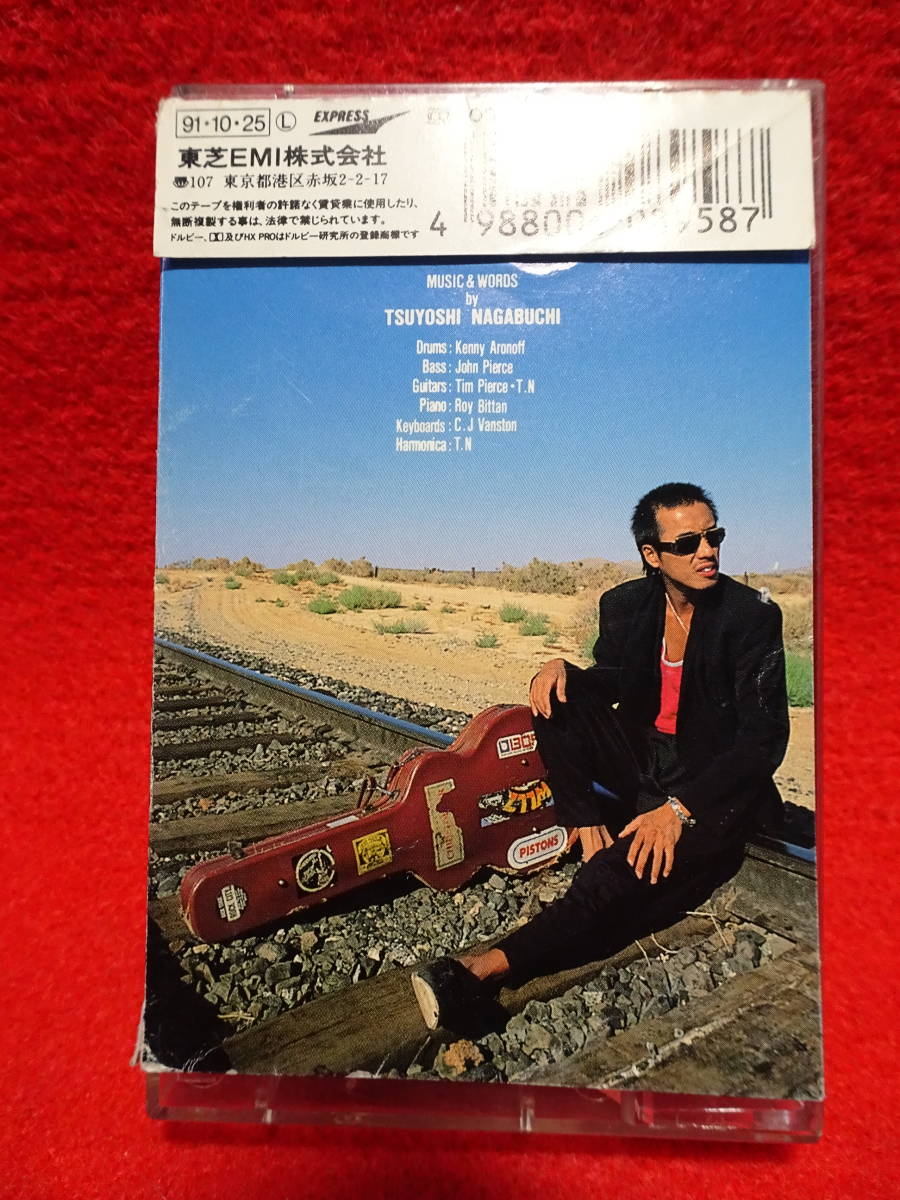 91・10・25 Ⓛ EXPRESS
東芝EMI株式会社
〒107 東京都港区赤坂2-2-17
このテープを権利者の許諾なく賃貸業に使用したり、
無断複製する事は、法律で禁じられています。
ドルビー、及びHX PROはドルビー研究所の登録商標です
4 98800
587
MUSIC & WORDS
by
TSUYOSHI NAGABUCHI
Drums : Kenny Aronoff
Bass : John Pierce
Guitars : Tim Pierce・T.N
Piano : Roy Bittan
Keyboards : C.J Vanston
Harmonica : T.N
PISTONS